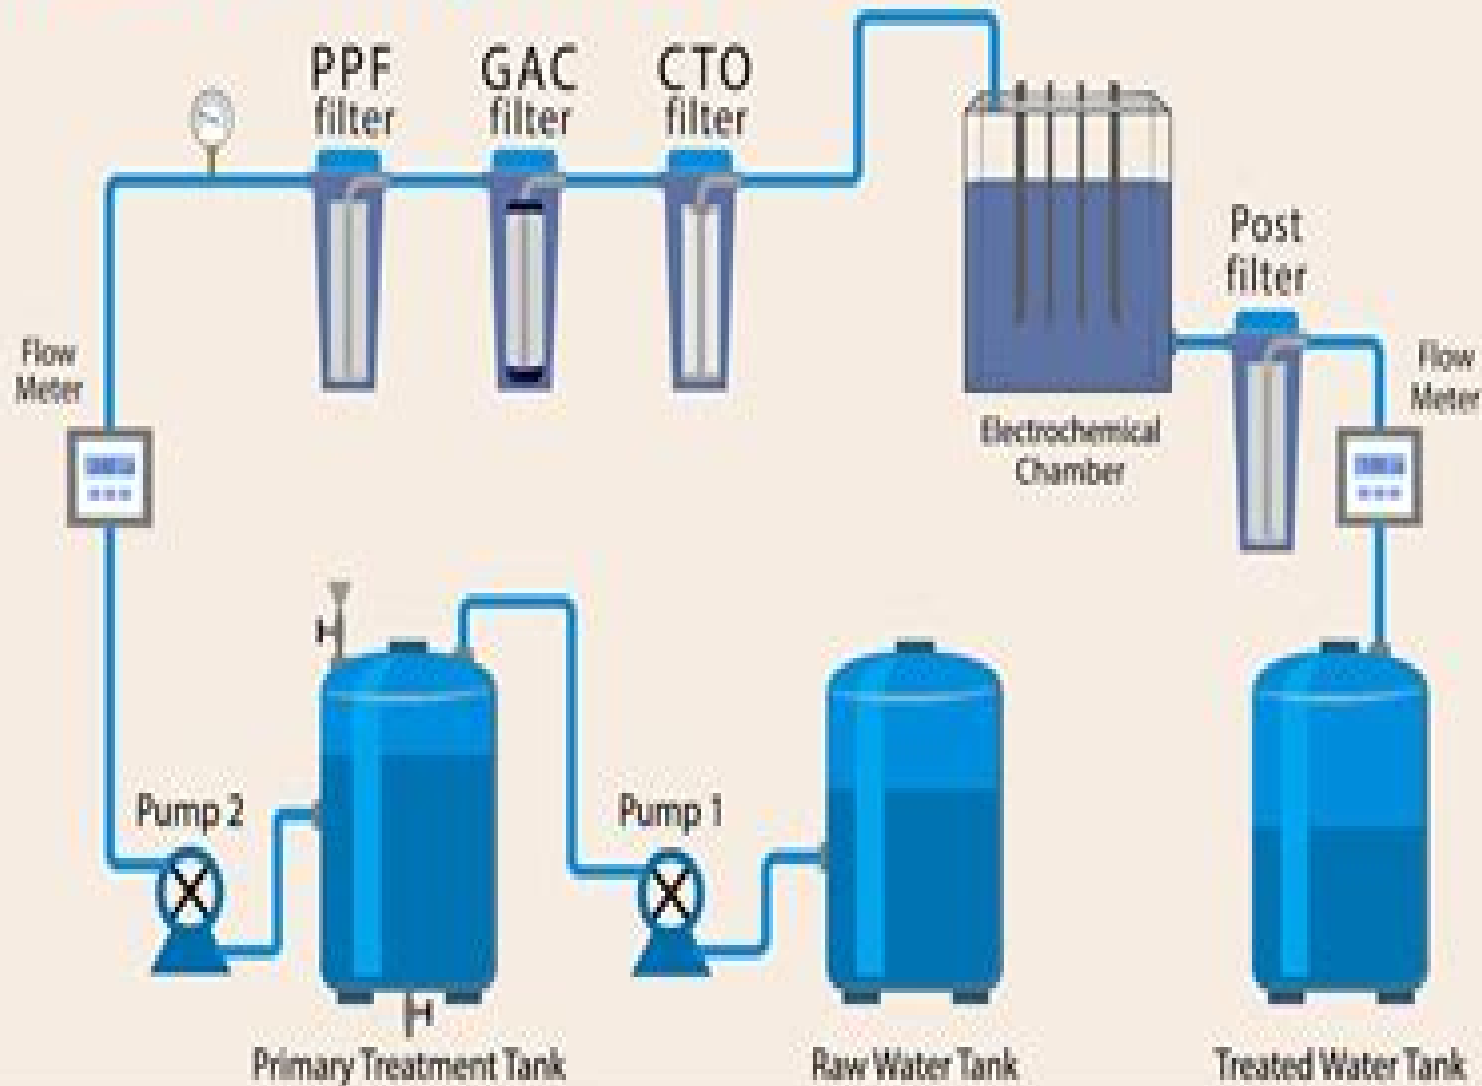 PPF
filter
GAC
filter
CTO
filter
Post
filter
Flow
Meter
Flow
Meter
Electrochemical
Chamber
Pump 2
Pump 1
Primary Treatment Tank
Raw Water Tank
Treated Water Tank